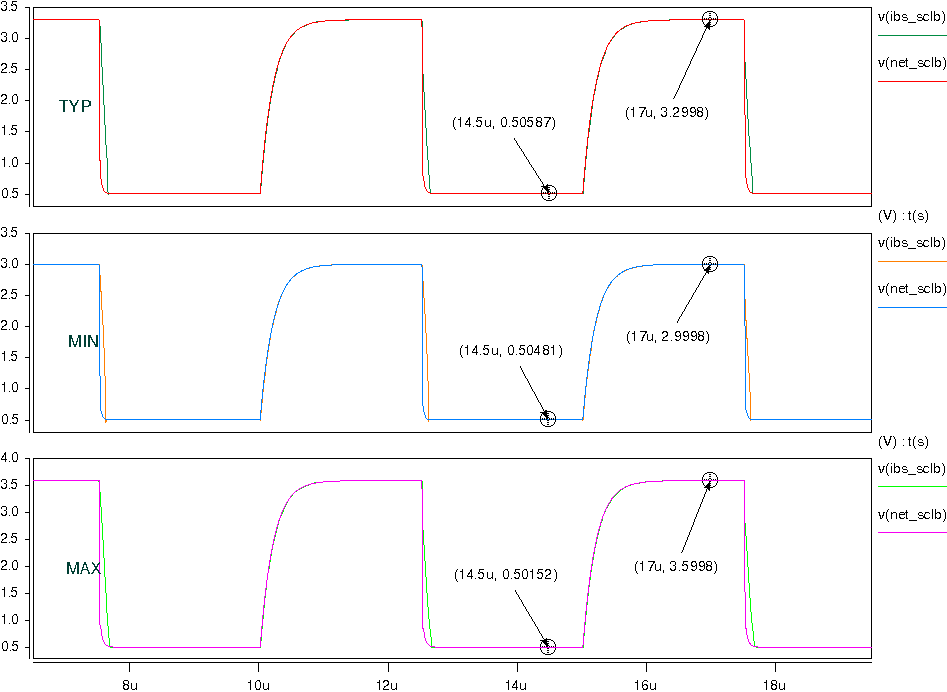 3.5
3.0
2.5
2.0
1.5
1.0
0.5
TYP
(14.5u, 0.50587)
(17u, 3.2998)
v(ibs_sclb)
v(net_sclb)
(V) : t(s)
3.5
3.0
2.5
2.0
1.5
1.0
0.5
MIN
(14.5u, 0.50481)
(17u, 2.9998)
v(ibs_sclb)
v(net_sclb)
(V) : t(s)
4.0
3.5
3.0
2.5
2.0
1.5
1.0
0.5
MAX
(14.5u, 0.50152)
(17u, 3.5998)
v(ibs_sclb)
v(net_sclb)
8u 10u 12u 14u 16u 18u